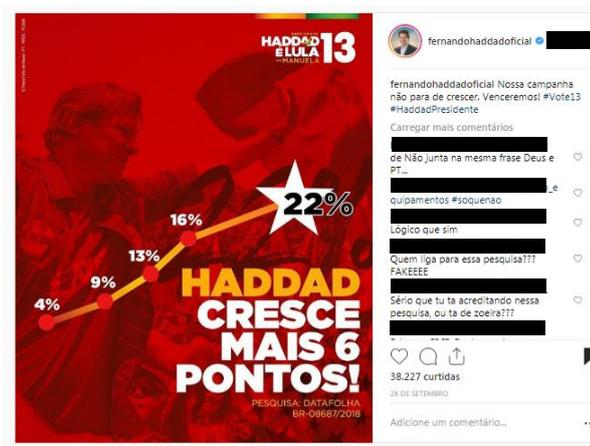 HADDAD
É LULA
MANUELA
13
22%
16%
13%
9%
4%
HADDAD
CRESCE
MAIS 6
PONTOS!
PESQUISA: DATAFOLHA
BR-08687/2018
fernandohaddadoficial
fernandohaddadoficial Nossa campanha
não para de crescer. Venceremos! #Vote13
#HaddadPresidente
Carregar mais comentários
de Não junta na mesma frase Deus e
PT...
_e
quipamentos #soquenao
Lógico que sim
Quem liga para essa pesquisa???
FAKEEEE
Sério que tu ta acreditando nessa
pesquisa, ou ta de zoeira???
38.227 curtidas
28 DE SETEMBRO
Adicione um comentário...